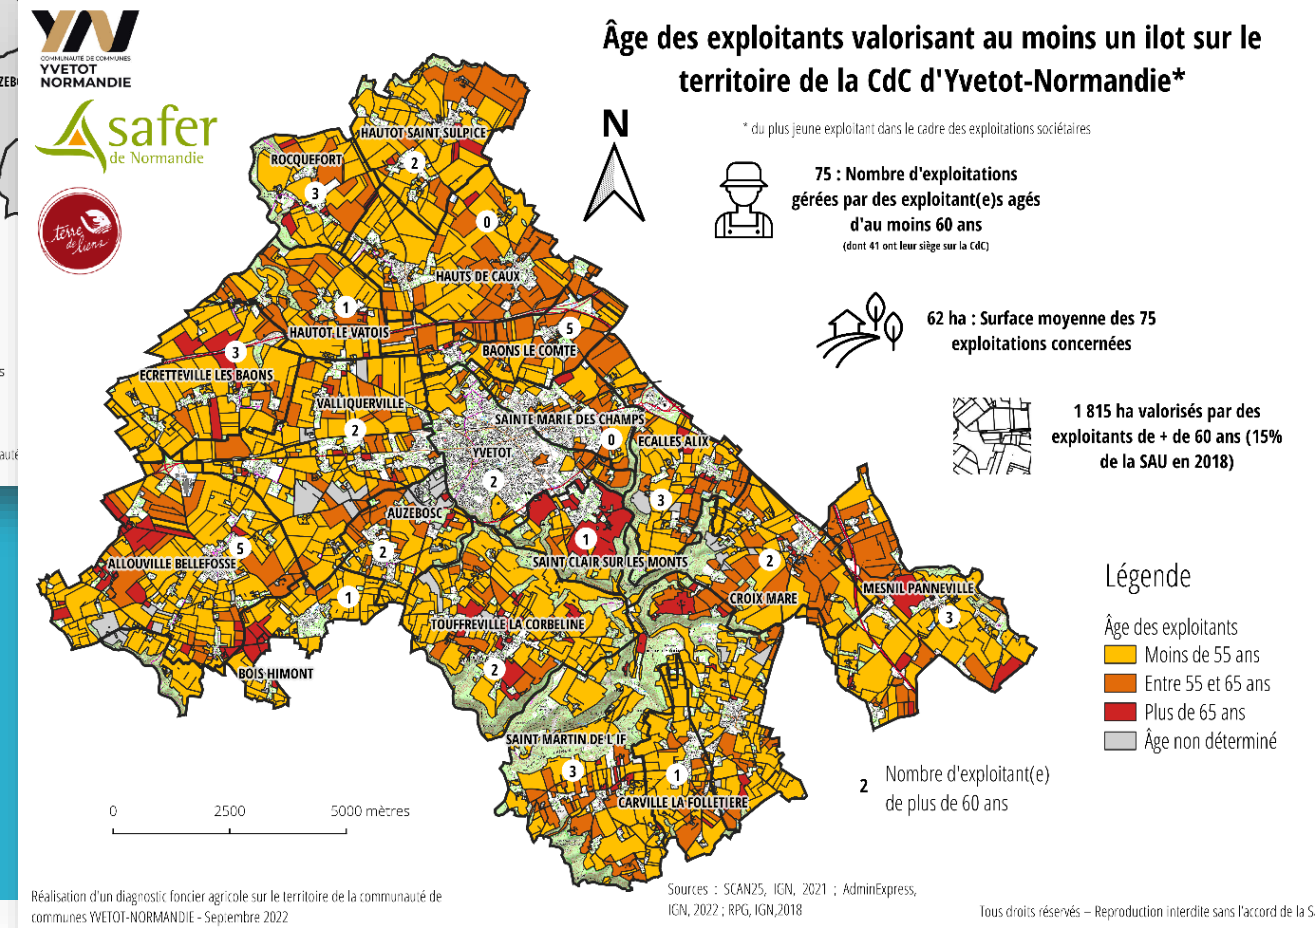 COMMUNAUTÉ DE COMMUNES
YVETOT
NORMANDIE
safer
de Normandie
terre
de liens
Âge des exploitants valorisant au moins un ilot sur le
territoire de la CdC d'Yvetot-Normandie*
* du plus jeune exploitant dans le cadre des exploitations sociétaires
N
75 : Nombre d'exploitations
gérées par des exploitant(e)s agés
d'au moins 60 ans
(dont 41 ont leur siège sur la CdC)
62 ha : Surface moyenne des 75
exploitations concernées
1 815 ha valorisés par des
exploitants de + de 60 ans (15%
de la SAU en 2018)
HAUTOT SAINT SULPICE
2
ROCQUEFORT
3
0
HAUTS DE CAUX
1
HAUTOT LE VATOIS
5
BAONS LE COMTE
3
ECRETTEVILLE LES BAONS
VALLIQUERVILLE
2
SAINTE MARIE DES CHAMPS
0
ECALLES ALIX
YVETOT
2
3
AUZEBOSC
2
5
ALLOUVILLE BELLEFOSSE
1
SAINT CLAIR SUR LES MONTS
2
CROIX MARE
MESNIL PANNEVILLE
3
1
TOUFFREVILLE LA CORBELINE
2
BOIS HIMONT
SAINT MARTIN DE L'IF
3
1
CARVILLE LA FOLLETIERE
Légende
Âge des exploitants
Moins de 55 ans
Entre 55 et 65 ans
Plus de 65 ans
Âge non déterminé
2 Nombre d'exploitant(e)
de plus de 60 ans
0 2500 5000 mètres
Réalisation d'un diagnostic foncier agricole sur le territoire de la communauté de
communes YVETOT-NORMANDIE - Septembre 2022
Sources : SCAN25, IGN, 2021 ; AdminExpress,
IGN, 2022 ; RPG, IGN,2018
Tous droits réservés – Reproduction interdite sans l'accord de la